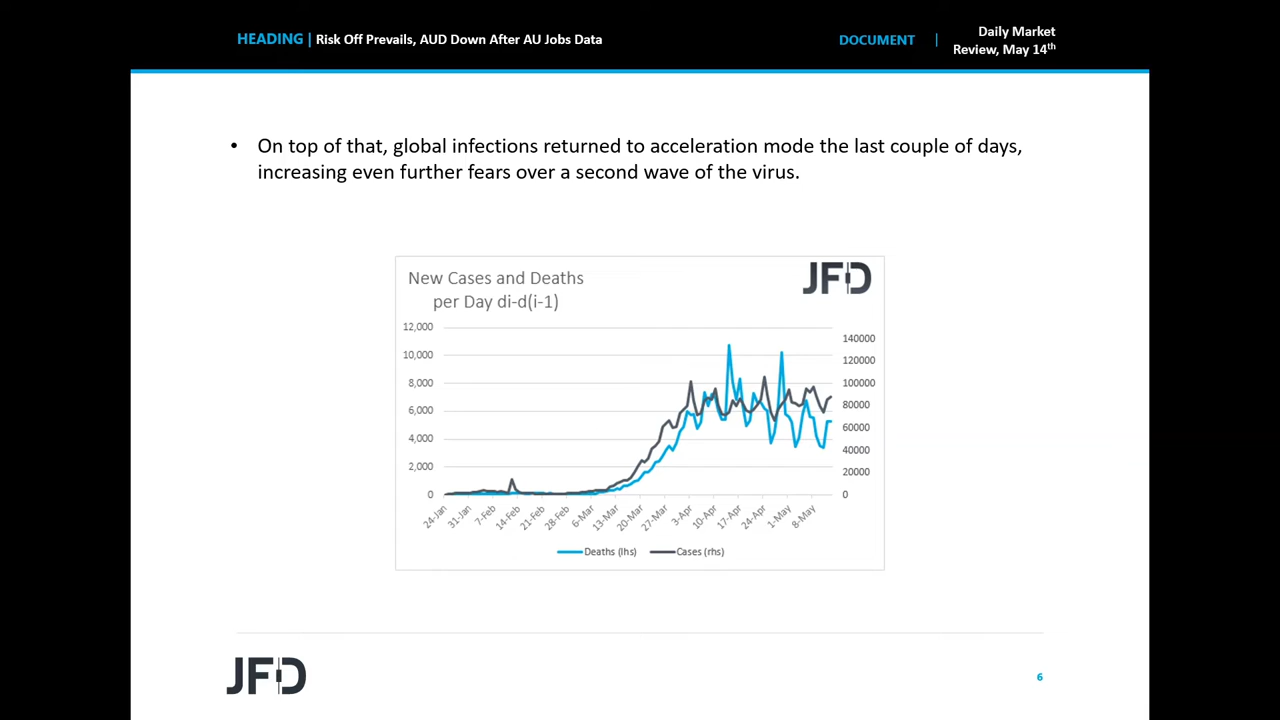 HEADING | Risk Off Prevails, AUD Down After AU Jobs Data
DOCUMENT |
Daily Market
Review, May 14th
• On top of that, global infections returned to acceleration mode the last couple of days,
increasing even further fears over a second wave of the virus.
New Cases and Deaths
per Day di-d(i-1)
JFD
12,000
10,000
8,000
6,000
4,000
2,000
0
140000
120000
100000
80000
60000
40000
20000
0
24-Jan
31-Jan
7-Feb
14-Feb
21-Feb
28-Feb
6-Mar
13-Mar
20-Mar
27-Mar
3-Apr
10-Apr
17-Apr
24-Apr
1-May
8-May
Deaths (lhs)
Cases (rhs)
JFD
6